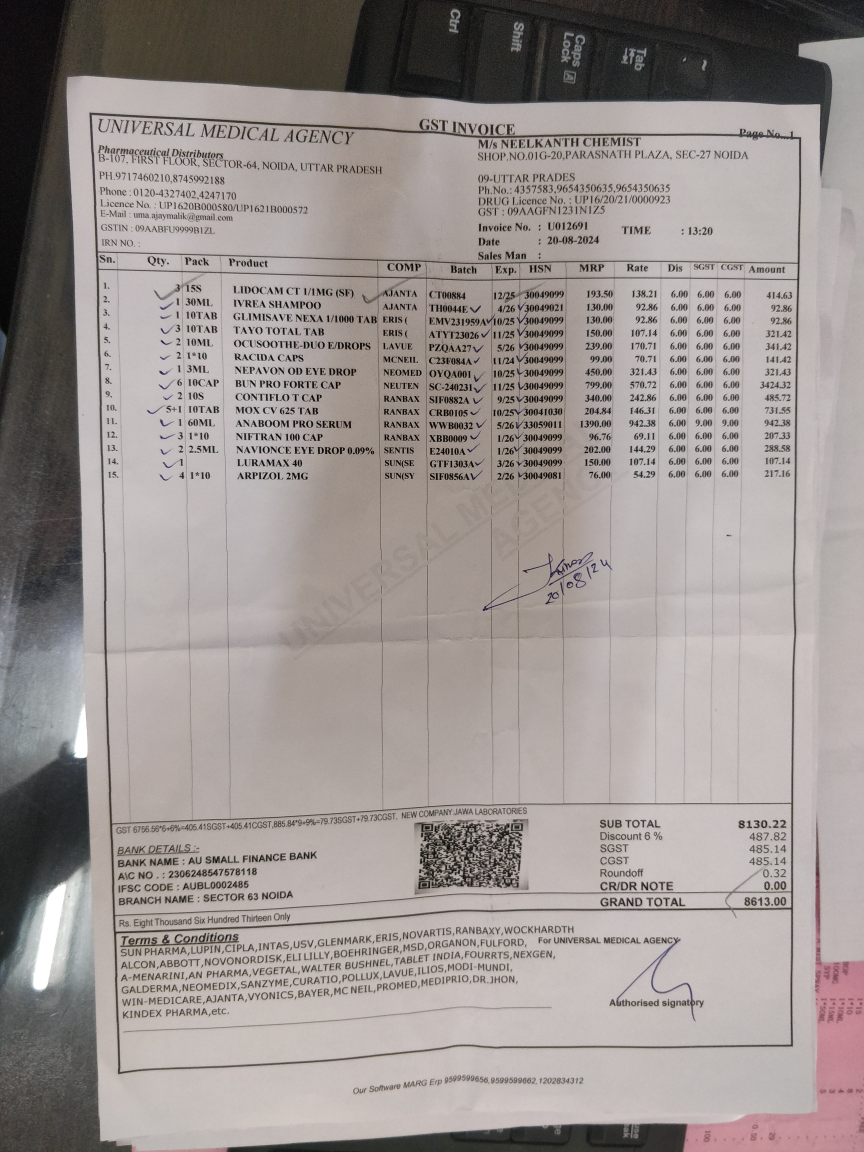 Ctrl
Shift
Caps Lock A
Tab
GST INVOICE
Page No...1
UNIVERSAL MEDICAL AGENCY
Pharmaceutical Distributors
B-107, FIRST FLOOR, SECTOR-64, NOIDA, UTTAR PRADESH
PH.9717460210,8745992188
Phone : 0120-4327402,4247170
Licence No. : UP1620B000580/UP1621B000572
E-Mail : uma.ajaymalik@gmail.com
GSTIN : 09AABFU9999B1ZL
IRN NO. :
M/s NEELKANTH CHEMIST
SHOP.NO.01G-20,PARASNATH PLAZA, SEC-27 NOIDA
09-UTTAR PRADES
Ph.No.: 4357583,9654350635,9654350635
DRUG Licence No. : UP16/20/21/0000923
GST : 09AAGFN1231N1Z5
Invoice No. : U012691 TIME : 13:20
Date : 20-08-2024
Sales Man :
Sn. Qty. Pack Product COMP Batch Exp. HSN MRP Rate Dis SGST CGST Amount
1. 3 15S LIDOCAM CT 1/1MG (SF) AJANTA CT00884 12/25 30049099 193.50 138.21 6.00 6.00 6.00 414.63
2. 1 30ML IVREA SHAMPOO AJANTA TH0044E 4/26 30049021 130.00 92.86 6.00 6.00 6.00 92.86
3. 1 10TAB GLIMISAVE NEXA 1/1000 TAB ERIS ( EMV231959A 10/25 30049099 130.00 92.86 6.00 6.00 6.00 92.86
4. 3 10TAB TAYO TOTAL TAB ERIS ( ATYT23026 11/25 30049099 150.00 107.14 6.00 6.00 6.00 321.42
5. 2 10ML OCUSOOTHE-DUO E/DROPS LAVUE PZQAA27 5/26 30049099 239.00 170.71 6.00 6.00 6.00 341.42
6. 2 1*10 RACIDA CAPS MCNEIL C23F084A 11/24 30049099 99.00 70.71 6.00 6.00 6.00 141.42
7. 1 3ML NEPAVON OD EYE DROP NEOMED OYQA001 10/25 30049099 450.00 321.43 6.00 6.00 6.00 321.43
8. 6 10CAP BUN PRO FORTE CAP NEUTEN SC-240231 11/25 30049099 799.00 570.72 6.00 6.00 6.00 3424.32
9. 2 10S CONTIFLO T CAP RANBAX SIF0882A 9/25 30049099 340.00 242.86 6.00 6.00 6.00 485.72
10. 5+1 10TAB MOX CV 625 TAB RANBAX CRB0105 10/25 30041030 204.84 146.31 6.00 6.00 6.00 731.55
11. 1 60ML ANABOOM PRO SERUM RANBAX WWB0032 5/26 33059011 1390.00 942.38 6.00 9.00 9.00 942.38
12. 3 1*10 NIFTRAN 100 CAP RANBAX XBB0009 1/26 30049099 96.76 69.11 6.00 6.00 6.00 207.33
13. 2 2.5ML NAVIONCE EYE DROP 0.09% SENTIS E24010A 1/26 30049099 202.00 144.29 6.00 6.00 6.00 288.58
14. 1 LURAMAX 40 SUN(SE GTF1303A 3/26 30049099 150.00 107.14 6.00 6.00 6.00 107.14
15. 4 1*10 ARPIZOL 2MG SUN(SY SIF0856A 2/26 30049081 76.00 54.29 6.00 6.00 6.00 217.16
UNIVERSAL MEDICAL AGENCY
20/08/24
GST 6756.56*6+6%=405.41SGST+405.41CGST,885.84*9+9%=79.73SGST+79.73CGST, NEW COMPANY:JAWA LABORATORIES
BANK DETAILS :-
BANK NAME : AU SMALL FINANCE BANK
A\C NO . : 2306248547578118
IFSC CODE : AUBL0002485
BRANCH NAME : SECTOR 63 NOIDA
SUB TOTAL 8130.22
Discount 6 % 487.82
SGST 485.14
CGST 485.14
Roundoff 0.32
CR/DR NOTE 0.00
GRAND TOTAL 8613.00
Rs. Eight Thousand Six Hundred Thirteen Only
Terms & Conditions
SUN PHARMA,LUPIN,CIPLA,INTAS,USV,GLENMARK,ERIS,NOVARTIS,RANBAXY,WOCKHARDTH
ALCON,ABBOTT,NOVONORDISK,ELI LILLY,BOEHRINGER,MSD,ORGANON,FULFORD,
A-MENARINI,AN PHARMA,VEGETAL,WALTER BUSHNEL,TABLET INDIA,FOURRTS,NEXGEN,
GALDERMA,NEOMEDIX,SANZYME,CURATIO,POLLUX,LAVUE,ILIOS,MODI-MUNDI,
WIN-MEDICARE,AJANTA,VYONICS,BAYER,MC NEIL,PROMED,MEDIPRIO,DR.JHON,
KINDEX PHARMA,etc.
For UNIVERSAL MEDICAL AGENCY
Authorised signatory
Our Software MARG Erp 9599599656,9599599662,1202834312